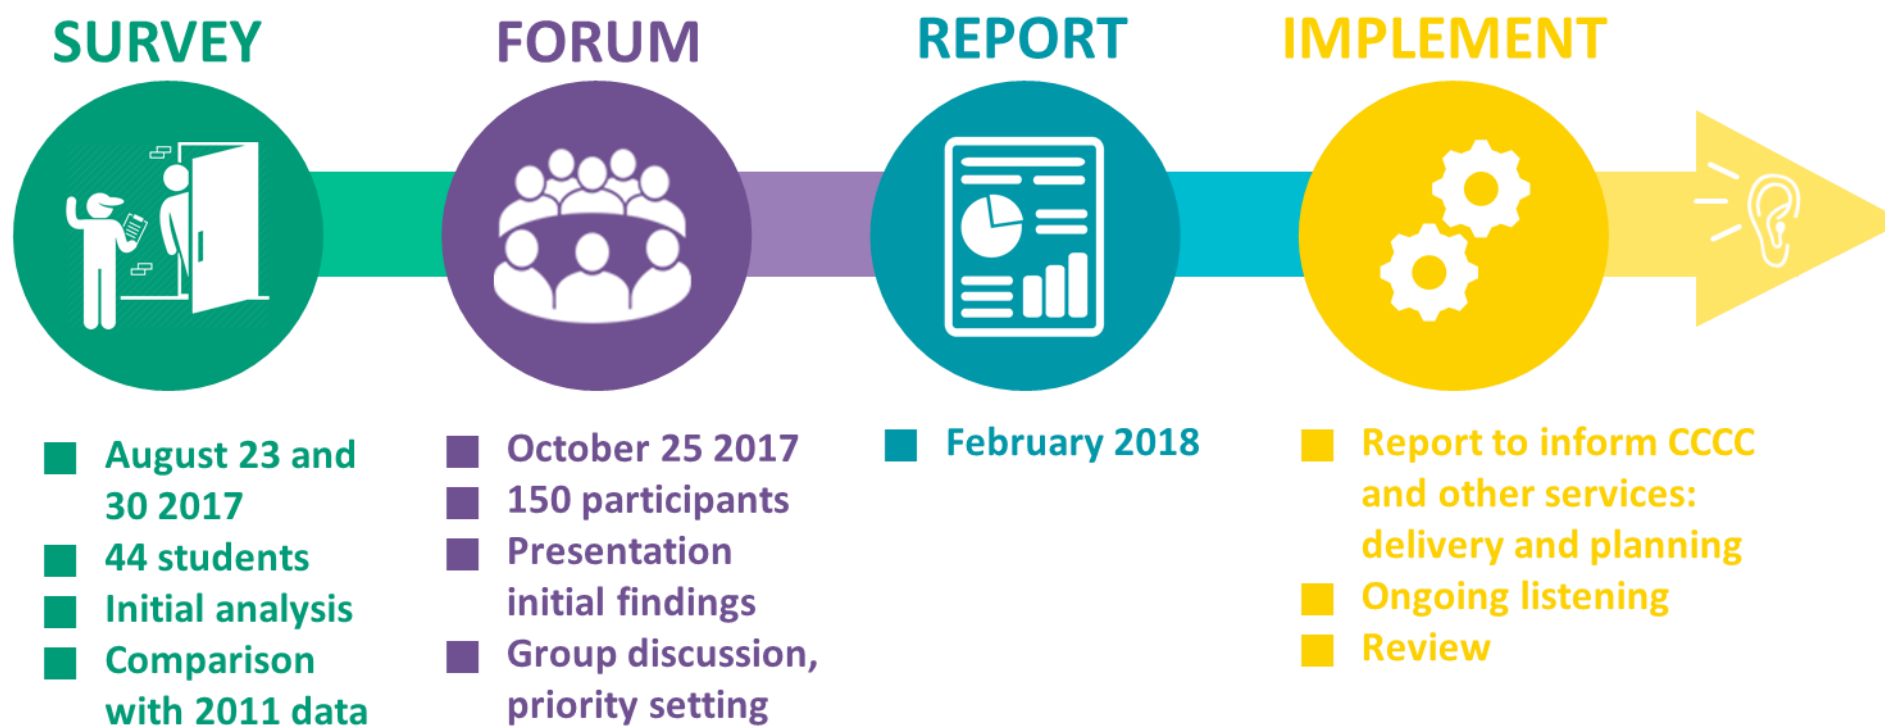 SURVEY
August 23 and
30 2017
44 students
Initial analysis
Comparison
with 2011 data
FORUM
October 25 2017
150 participants
Presentation
initial findings
Group discussion,
priority setting
REPORT
February 2018
IMPLEMENT
Report to inform CCCC
and other services:
delivery and planning
Ongoing listening
Review